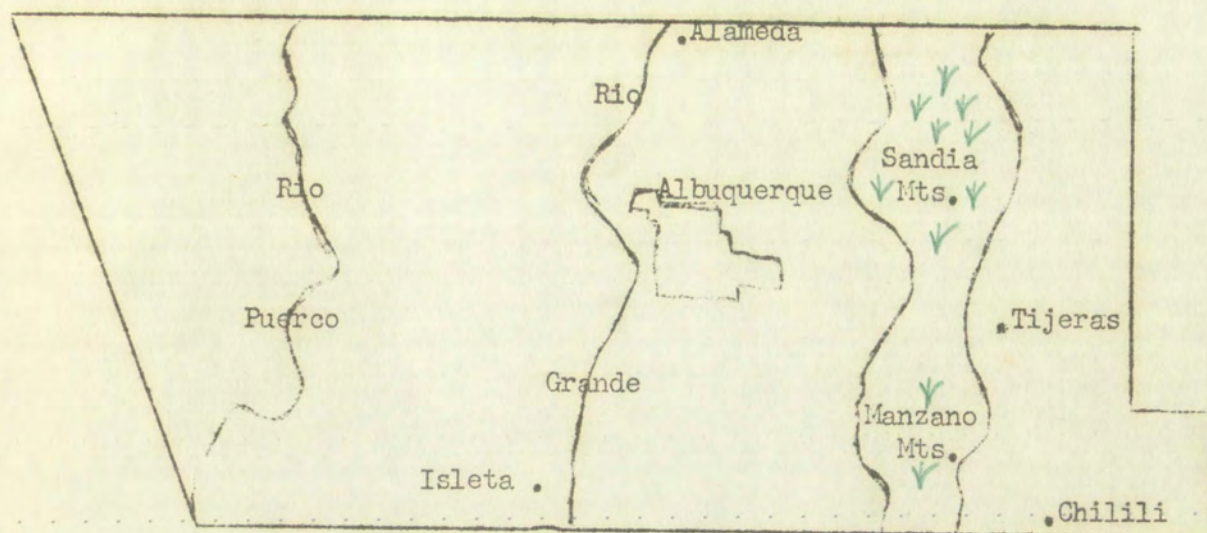 Alameda
Rio
Sandia
Rio Albuquerque Mts.
Puerco Tijeras
Grande
Manzano
Mts.
Isleta
Chilili